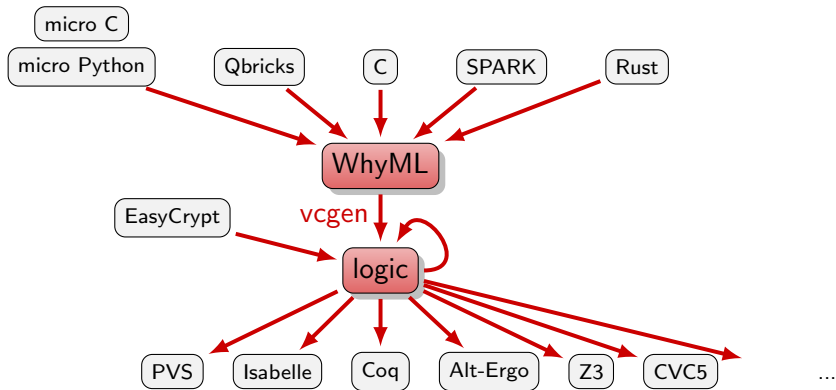 micro C
micro Python
Qbricks
C
SPARK
Rust
WhyML
vcgen
EasyCrypt
logic
PVS
Isabelle
Coq
Alt-Ergo
Z3
CVC5
...